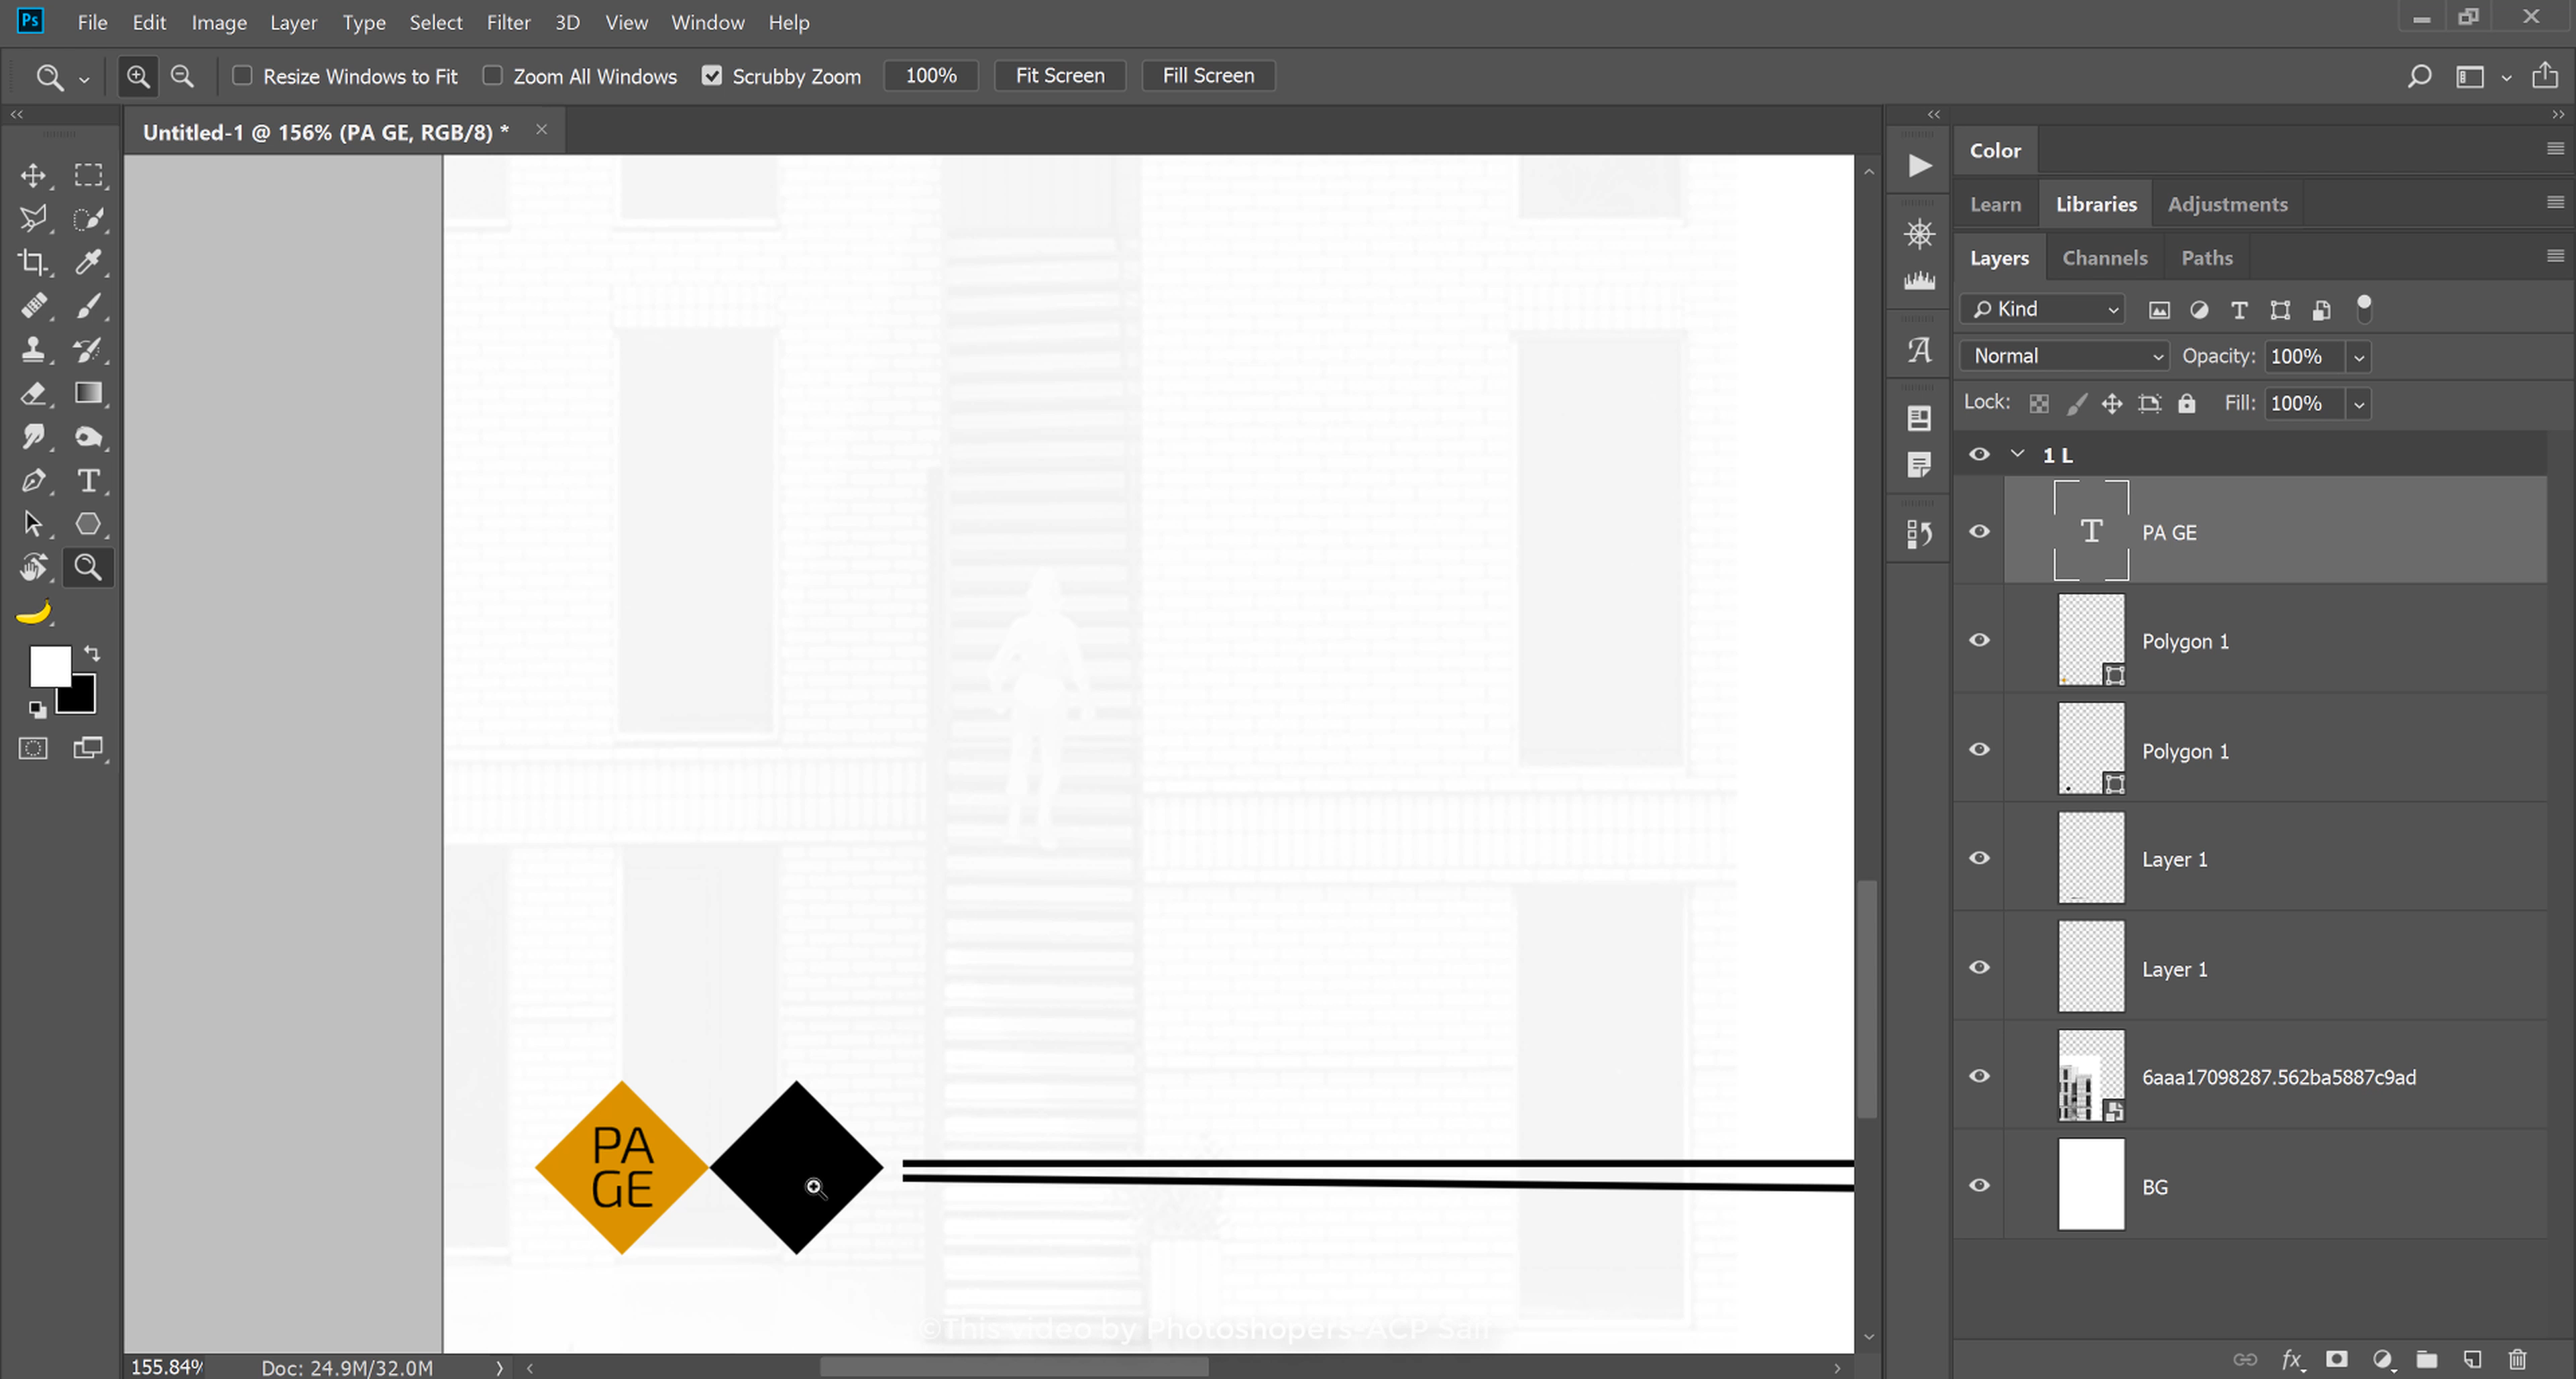 Ps File Edit Image Layer Type Select Filter 3D View Window Help
Resize Windows to Fit Zoom All Windows Scrubby Zoom 100% Fit Screen Fill Screen
Untitled-1 @ 156% (PA GE, RGB/8) *
Color
Learn Libraries Adjustments
Layers Channels Paths
Kind
Normal Opacity: 100%
Lock: Fill: 100%
1 L
PA GE
Polygon 1
Polygon 1
Layer 1
Layer 1
6aaa17098287.562ba5887c9ad
BG
PA
GE
©This video by Photoshopers-ACP San
155.84% Doc: 24.9M/32.0M
fx